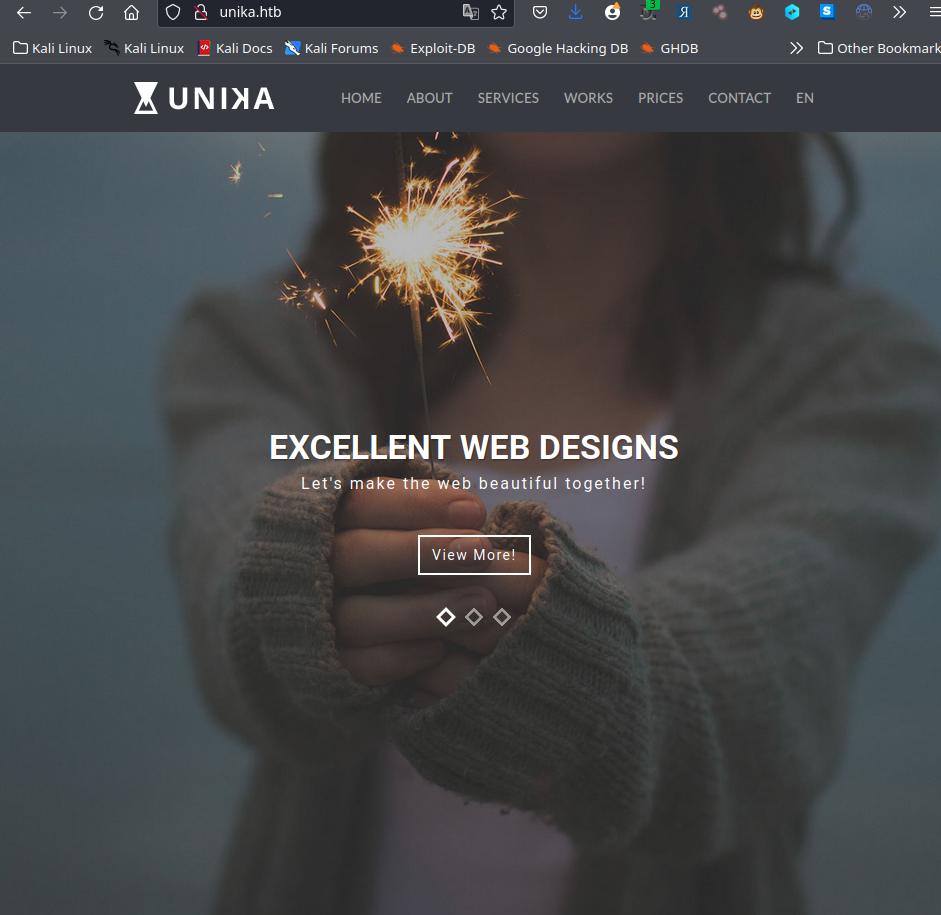 unika.htb
3
Kali Linux
Kali Linux
Kali Docs
Kali Forums
Exploit-DB
Google Hacking DB
GHDB
Other Bookmark
UNIKA
HOME
ABOUT
SERVICES
WORKS
PRICES
CONTACT
EN
EXCELLENT WEB DESIGNS
Let's make the web beautiful together!
View More!